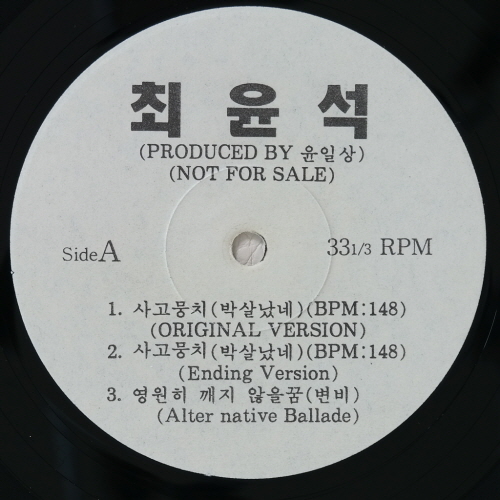 최윤석
(PRODUCED BY 윤일상)
(NOT FOR SALE)
Side A
33 1/3 RPM
1. 사고뭉치(박살났네)(BPM:148)
(ORIGINAL VERSION)
2. 사고뭉치(박살났네)(BPM:148)
(Ending Version)
3. 영원히 깨지 않을꿈(변비)
(Alter native Ballade)